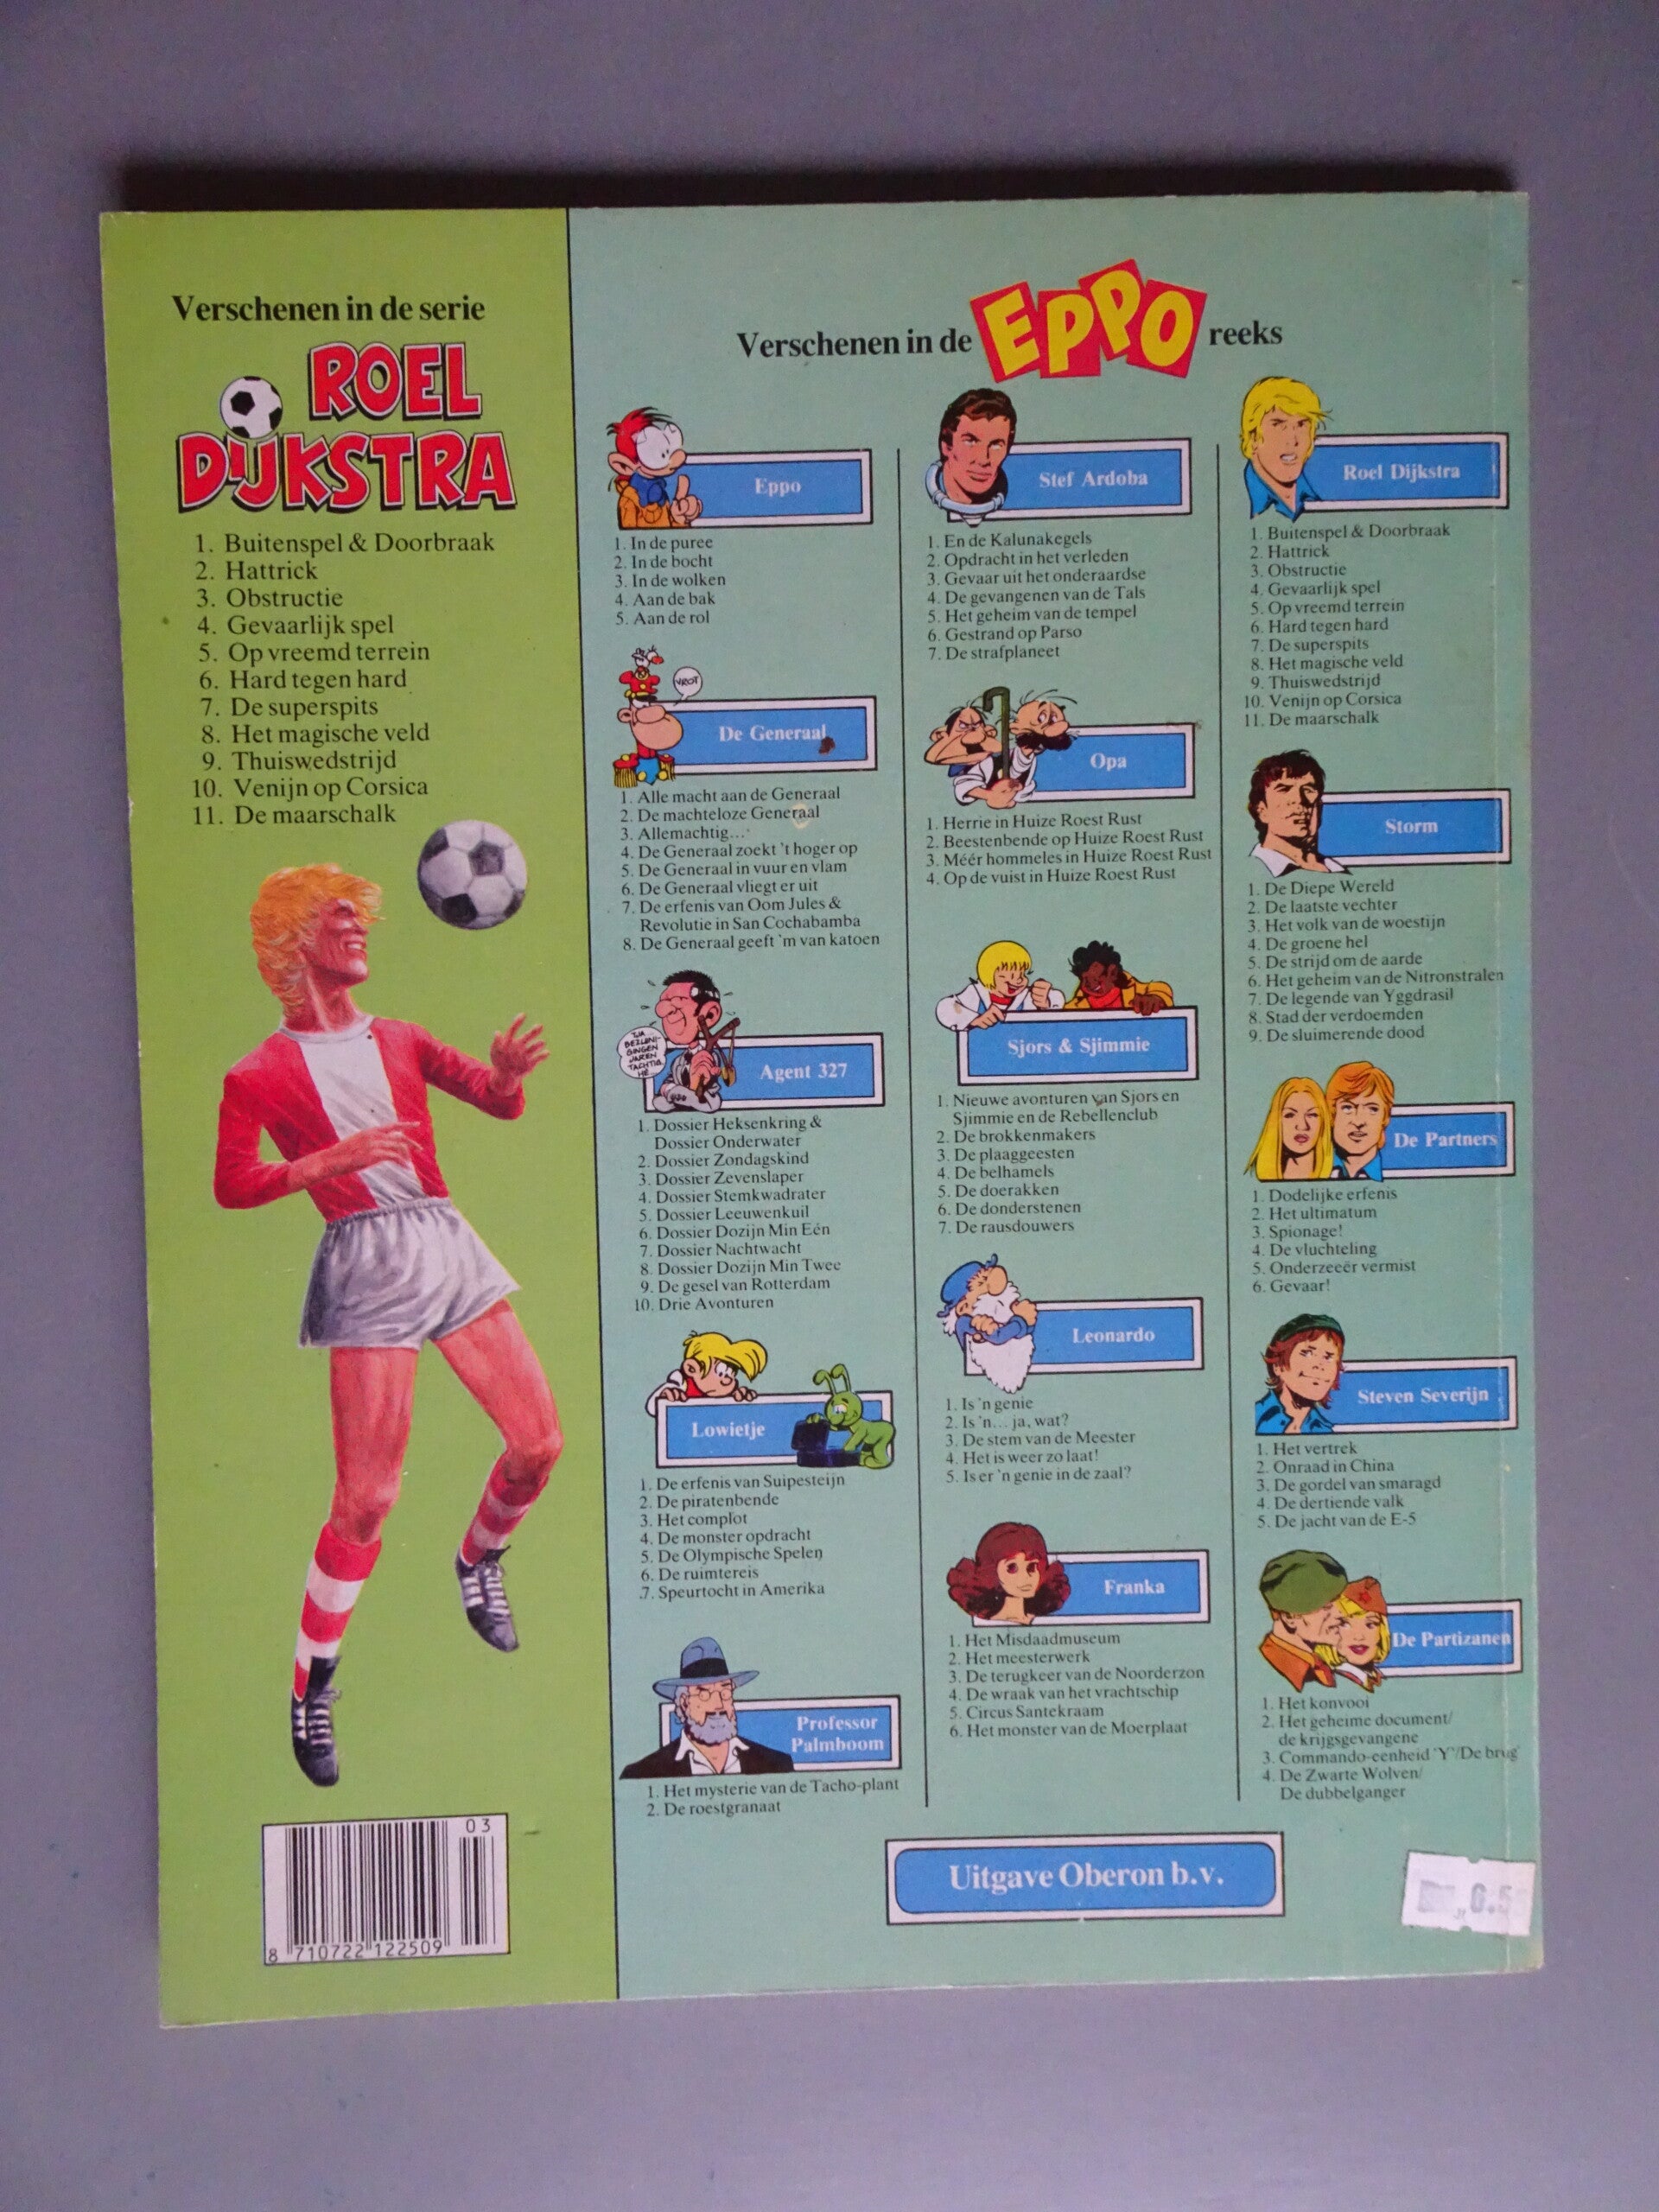 Verschenen in de serie
ROEL
DIJKSTRA
1. Buitenspel & Doorbraak
2. Hattrick
3. Obstructie
4. Gevaarlijk spel
5. Op vreemd terrein
6. Hard tegen hard
7. De superspits
8. Het magische veld
9. Thuiswedstrijd
10. Venijn op Corsica
11. De maarschalk
03
8 710722 122509
Verschenen in de EPPO reeks
Eppo
1. In de puree
2. In de bocht
3. In de wolken
4. Aan de bak
5. Aan de rol
VROT
De Generaal
1. Alle macht aan de Generaal
2. De machteloze Generaal
3. Allemachtig...
4. De Generaal zoekt 't hoger op
5. De Generaal in vuur en vlam
6. De Generaal vliegt er uit
7. De erfenis van Oom Jules &
Revolutie in San Cochabamba
8. De Generaal geeft 'm van katoen
TJA...
BEZUINI-
GINGEN
JAREN
TACHTIG
HÈ...
Agent 327
1. Dossier Heksenkring &
Dossier Onderwater
2. Dossier Zondagskind
3. Dossier Zevenslaper
4. Dossier Stemkwadrater
5. Dossier Leeuwenkuil
6. Dossier Dozijn Min Eén
7. Dossier Nachtwacht
8. Dossier Dozijn Min Twee
9. De gesel van Rotterdam
10. Drie Avonturen
Lowietje
1. De erfenis van Suipesteijn
2. De piratenbende
3. Het complot
4. De monster opdracht
5. De Olympische Spelen
6. De ruimtereis
7. Speurtocht in Amerika
Professor
Palmboom
1. Het mysterie van de Tacho-plant
2. De roestgranaat
Stef Ardoba
1. En de Kalunakegels
2. Opdracht in het verleden
3. Gevaar uit het onderaardse
4. De gevangenen van de Tals
5. Het geheim van de tempel
6. Gestrand op Parso
7. De strafplaneet
Opa
1. Herrie in Huize Roest Rust
2. Beestenbende op Huize Roest Rust
3. Méér hommeles in Huize Roest Rust
4. Op de vuist in Huize Roest Rust
Sjors & Sjimmie
1. Nieuwe avonturen van Sjors en
Sjimmie en de Rebellenclub
2. De brokkenmakers
3. De plaaggeesten
4. De belhamels
5. De doerakken
6. De donderstenen
7. De rausdouwers
Leonardo
1. Is 'n genie
2. Is 'n... ja, wat?
3. De stem van de Meester
4. Het is weer zo laat!
5. Is er 'n genie in de zaal?
Franka
1. Het Misdaadmuseum
2. Het meesterwerk
3. De terugkeer van de Noorderzon
4. De wraak van het vrachtschip
5. Circus Santekraam
6. Het monster van de Moerplaat
Roel Dijkstra
1. Buitenspel & Doorbraak
2. Hattrick
3. Obstructie
4. Gevaarlijk spel
5. Op vreemd terrein
6. Hard tegen hard
7. De superspits
8. Het magische veld
9. Thuiswedstrijd
10. Venijn op Corsica
11. De maarschalk
Storm
1. De Diepe Wereld
2. De laatste vechter
3. Het volk van de woestijn
4. De groene hel
5. De strijd om de aarde
6. Het geheim van de Nitronstralen
7. De legende van Yggdrasil
8. Stad der verdoemden
9. De sluimerende dood
De Partners
1. Dodelijke erfenis
2. Het ultimatum
3. Spionage!
4. De vluchteling
5. Onderzeeër vermist
6. Gevaar!
Steven Severijn
1. Het vertrek
2. Onraad in China
3. De gordel van smaragd
4. De dertiende valk
5. De jacht van de E-5
De Partizanen
1. Het konvooi
2. Het geheime document/
de krijgsgevangene
3. Commando-eenheid 'Y'/De brug
4. De Zwarte Wolven/
De dubbelganger
Uitgave Oberon b.v.